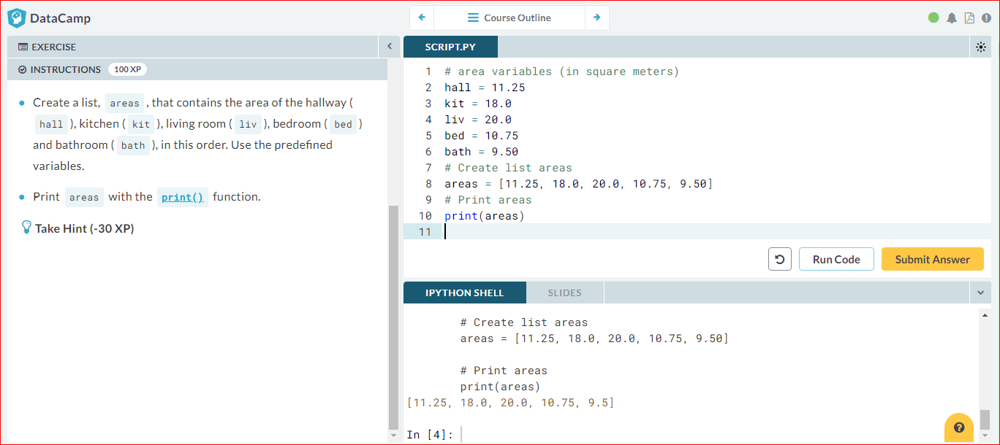 DataCamp
Course Outline
EXERCISE
INSTRUCTIONS 100 XP
Create a list, areas , that contains the area of the hallway (
hall ), kitchen ( kit ), living room ( liv ), bedroom ( bed )
and bathroom ( bath ), in this order. Use the predefined
variables.
Print areas with the print() function.
Take Hint (-30 XP)
SCRIPT.PY
1 # area variables (in square meters)
2 hall = 11.25
3 kit = 18.0
4 liv = 20.0
5 bed = 10.75
6 bath = 9.50
7 # Create list areas
8 areas = [11.25, 18.0, 20.0, 10.75, 9.50]
9 # Print areas
10 print(areas)
11
Run Code
Submit Answer
IPYTHON SHELL
SLIDES
# Create list areas
areas = [11.25, 18.0, 20.0, 10.75, 9.50]
# Print areas
print(areas)
[11.25, 18.0, 20.0, 10.75, 9.5]
In [4]: